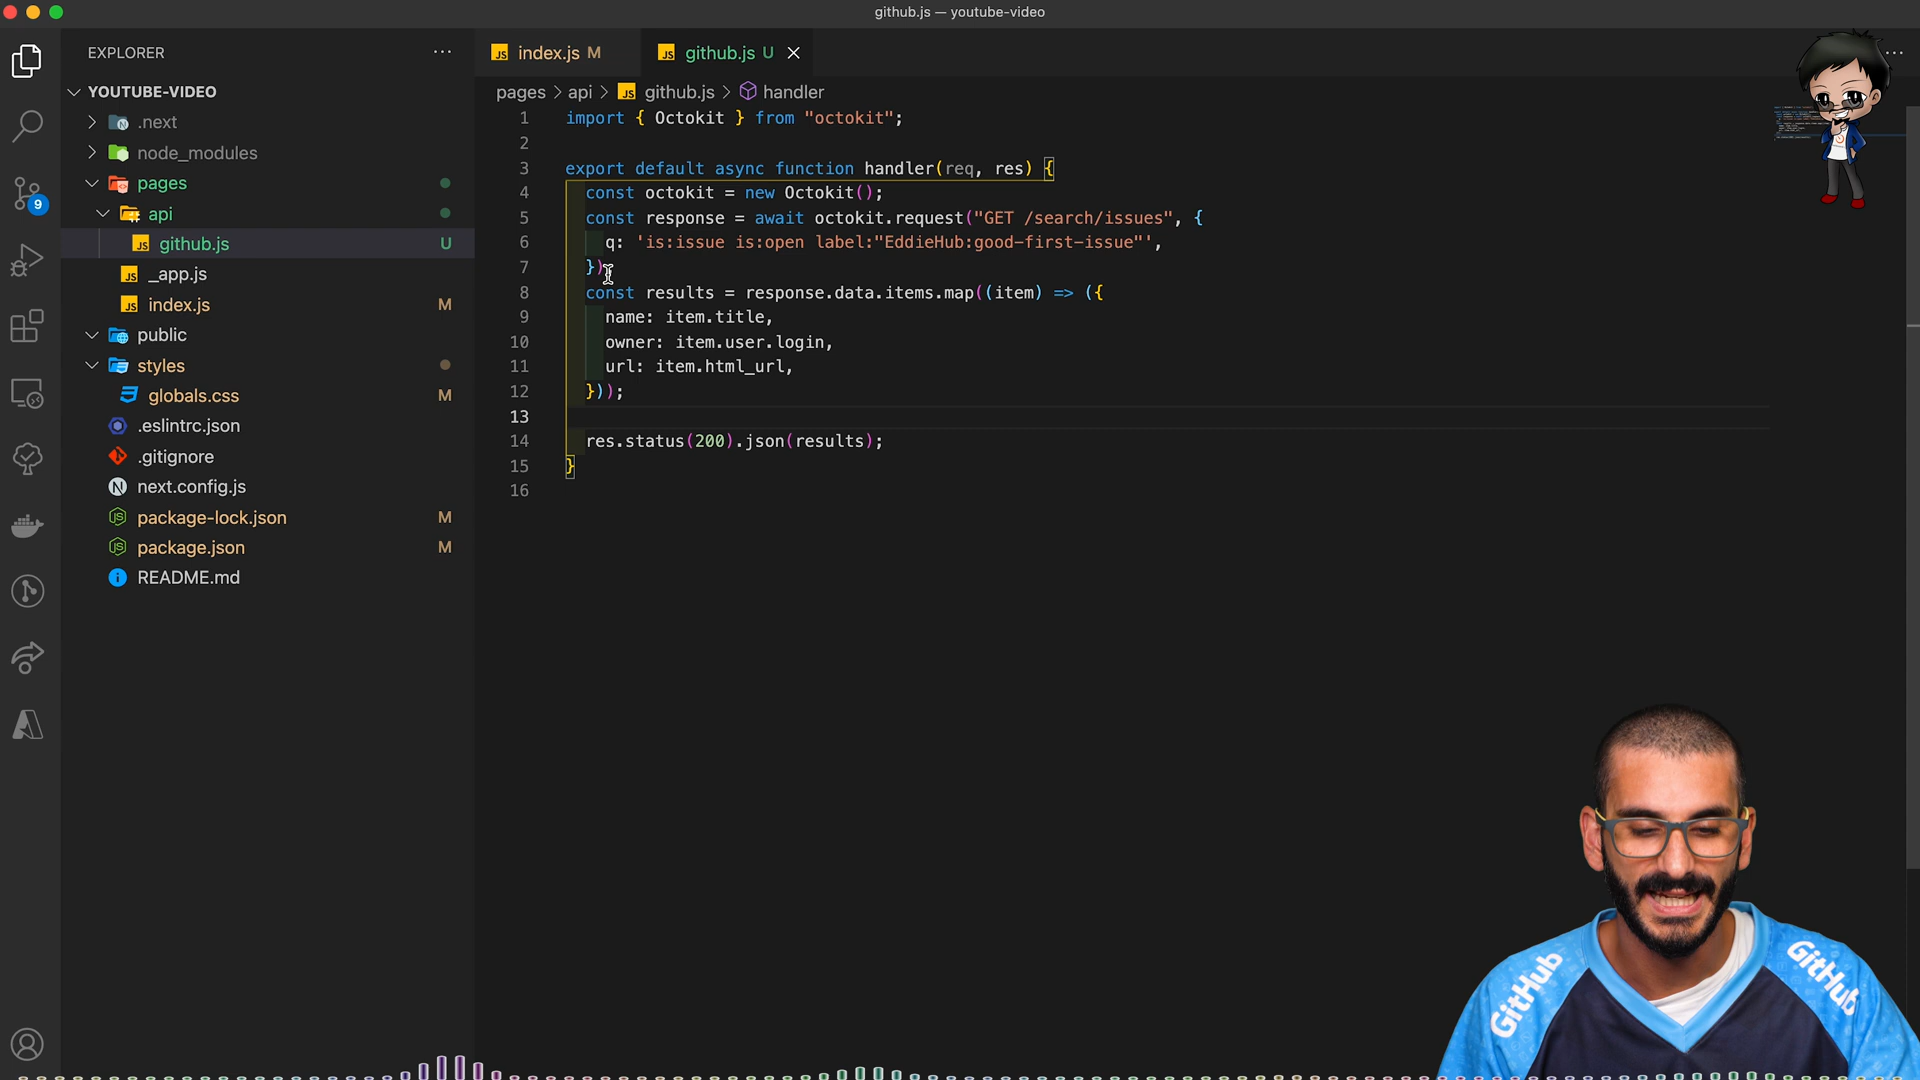 github.js — youtube-video
EXPLORER
YOUTUBE-VIDEO
.next
node_modules
pages
api
github.js U
_app.js
index.js M
public
styles
globals.css M
.eslintrc.json
.gitignore
next.config.js
package-lock.json M
package.json M
README.md
9
index.js M
github.js U
pages > api > JS github.js > handler
1 import { Octokit } from "octokit";
2
3 export default async function handler(req, res) {
4 const octokit = new Octokit();
5 const response = await octokit.request("GET /search/issues", {
6 q: 'is:issue is:open label:"EddieHub:good-first-issue"',
7 });
8 const results = response.data.items.map((item) => ({
9 name: item.title,
10 owner: item.user.login,
11 url: item.html_url,
12 }));
13
14 res.status(200).json(results);
15 }
16
GitHub
GitHub